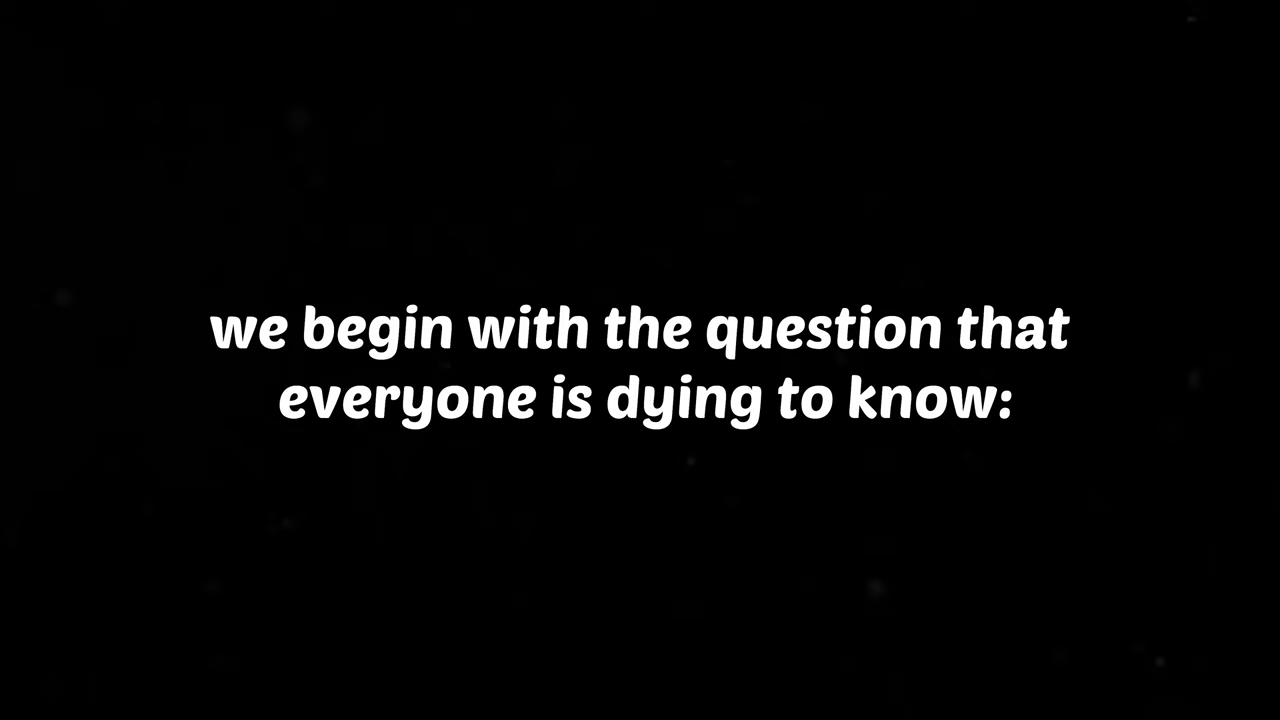 we begin with the question that
everyone is dying to know: